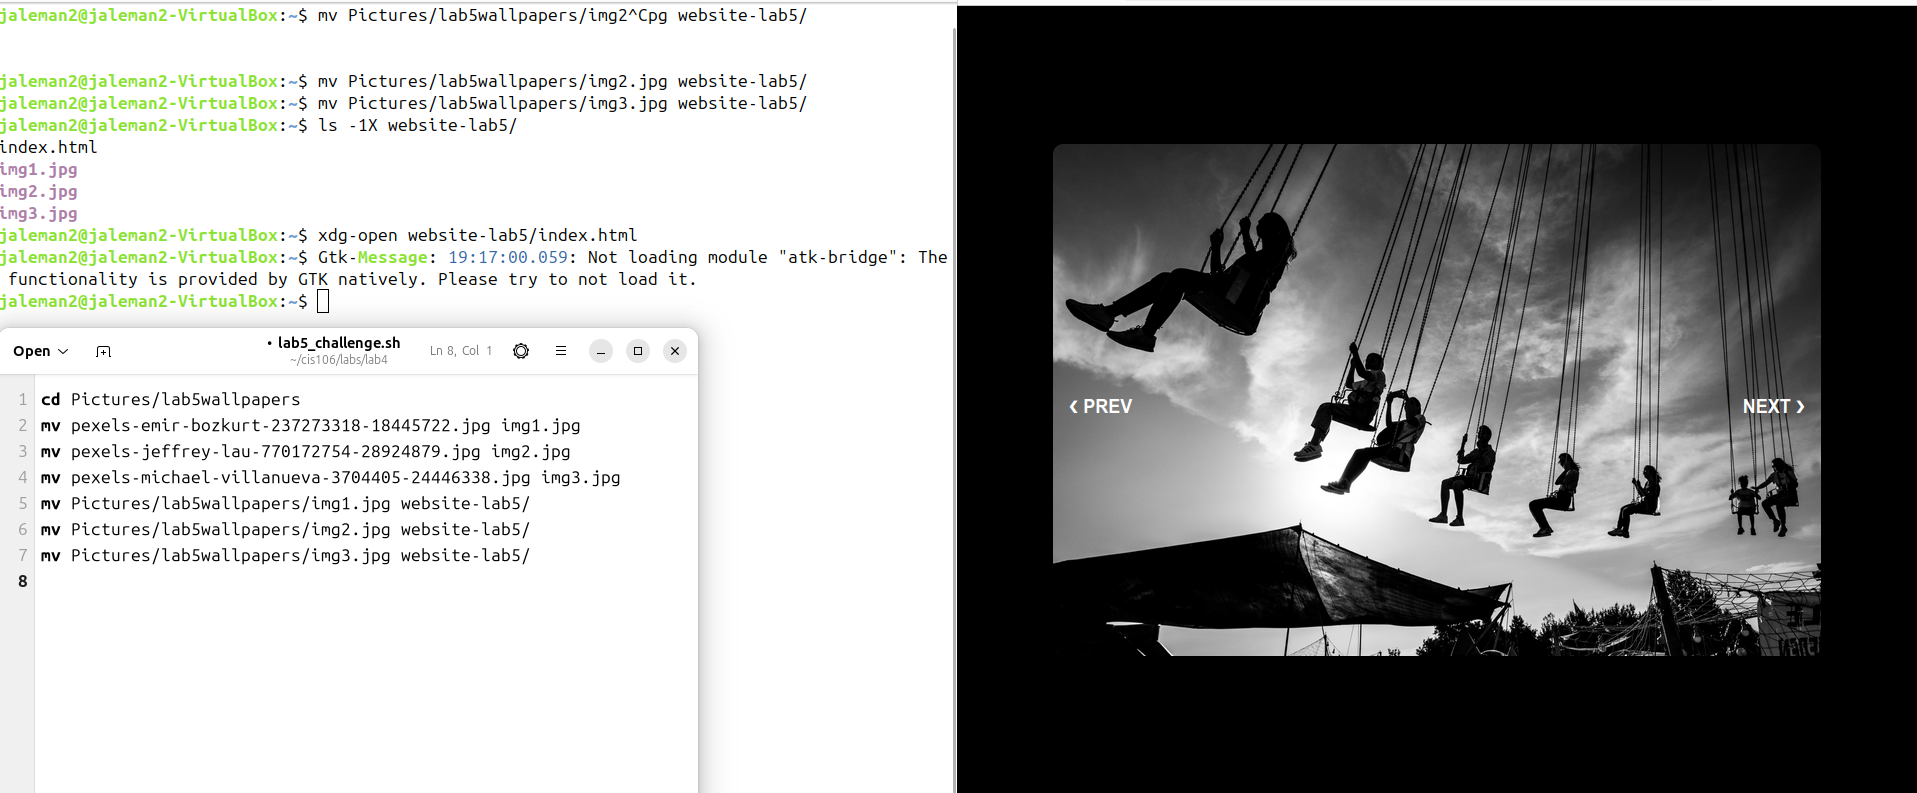 jaleman2@jaleman2-VirtualBox:~$ mv Pictures/lab5wallpapers/img2^Cpg website-lab5/
jaleman2@jaleman2-VirtualBox:~$ mv Pictures/lab5wallpapers/img2.jpg website-lab5/
jaleman2@jaleman2-VirtualBox:~$ mv Pictures/lab5wallpapers/img3.jpg website-lab5/
jaleman2@jaleman2-VirtualBox:~$ ls -1X website-lab5/
index.html
img1.jpg
img2.jpg
img3.jpg
jaleman2@jaleman2-VirtualBox:~$ xdg-open website-lab5/index.html
jaleman2@jaleman2-VirtualBox:~$ Gtk-Message: 19:17:00.059: Not loading module "atk-bridge": The
functionality is provided by GTK natively. Please try to not load it.
jaleman2@jaleman2-VirtualBox:~$
Open
• lab5_challenge.sh
~/cis106/labs/lab4
Ln 8, Col 1
1 cd Pictures/lab5wallpapers
2 mv pexels-emir-bozkurt-237273318-18445722.jpg img1.jpg
3 mv pexels-jeffrey-lau-770172754-28924879.jpg img2.jpg
4 mv pexels-michael-villanueva-3704405-24446338.jpg img3.jpg
5 mv Pictures/lab5wallpapers/img1.jpg website-lab5/
6 mv Pictures/lab5wallpapers/img2.jpg website-lab5/
7 mv Pictures/lab5wallpapers/img3.jpg website-lab5/
8
❮ PREV
NEXT ❯